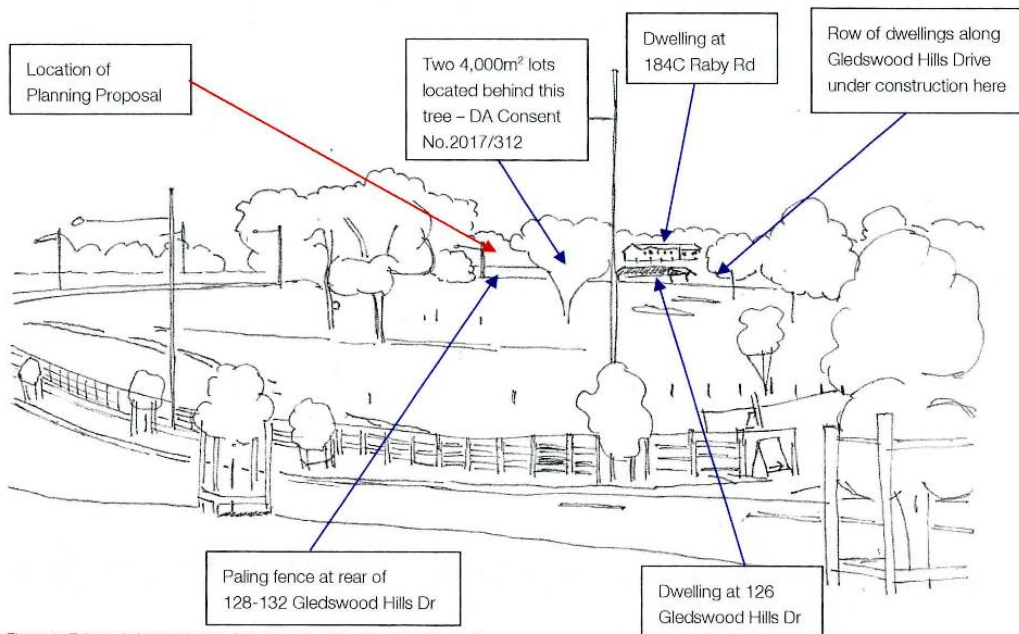 Location of
Planning Proposal
Two 4,000m² lots
located behind this
tree – DA Consent
No.2017/312
Dwelling at
184C Raby Rd
Row of dwellings along
Gledswood Hills Drive
under construction here
Paling fence at rear of
128-132 Gledswood Hills Dr
Dwelling at 126
Gledswood Hills Dr